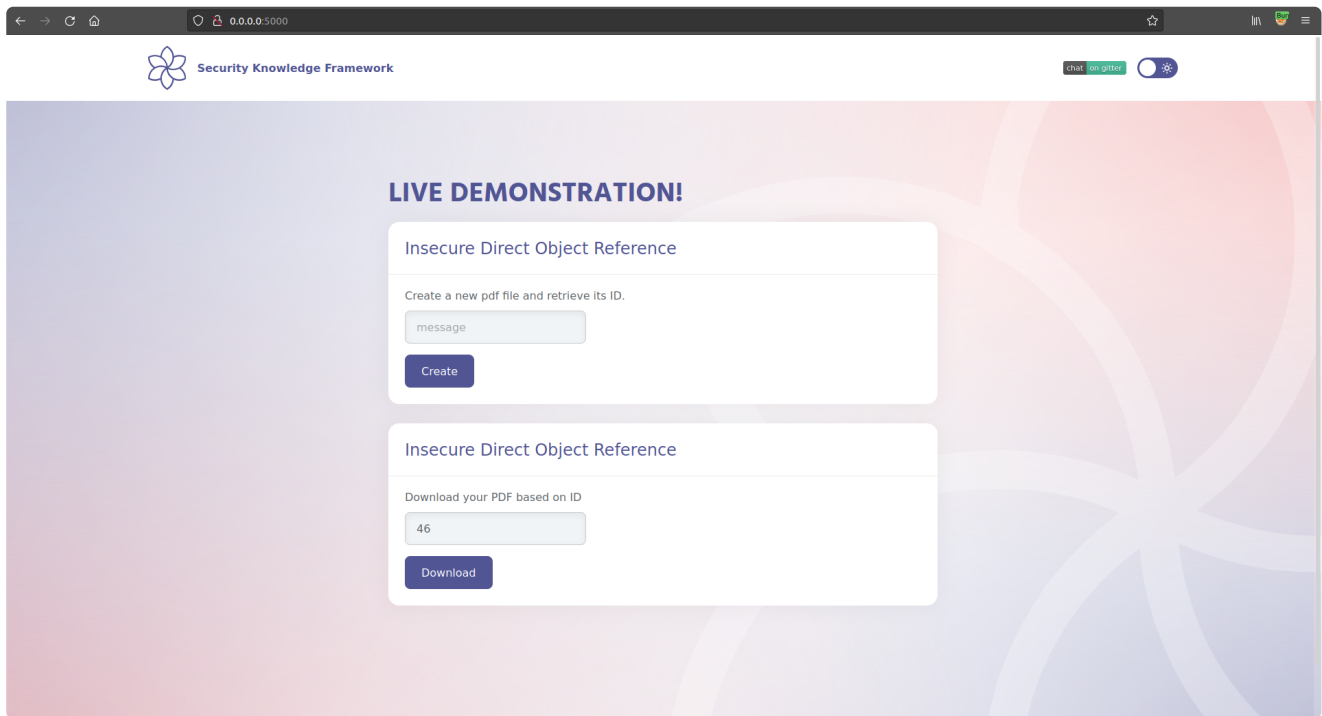 0.0.0.0:5000
Bur
Security Knowledge Framework
chat on gitter
LIVE DEMONSTRATION!
Insecure Direct Object Reference
Create a new pdf file and retrieve its ID.
message
Create
Insecure Direct Object Reference
Download your PDF based on ID
46
Download